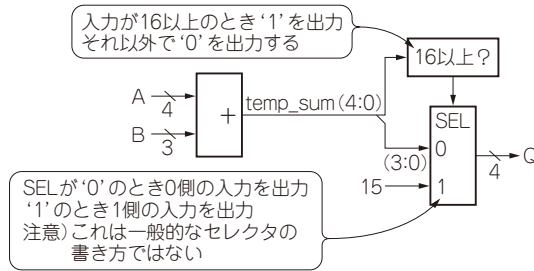 入力が16以上のとき‘1’を出力
それ以外で‘0’を出力する
16以上？
A
4
temp_sum(4:0)
+
B
3
SEL
0
(3:0)
Q
4
15
1
SELが‘0’のとき0側の入力を出力
‘1’のとき1側の入力を出力
注意）これは一般的なセレクタの
書き方ではない